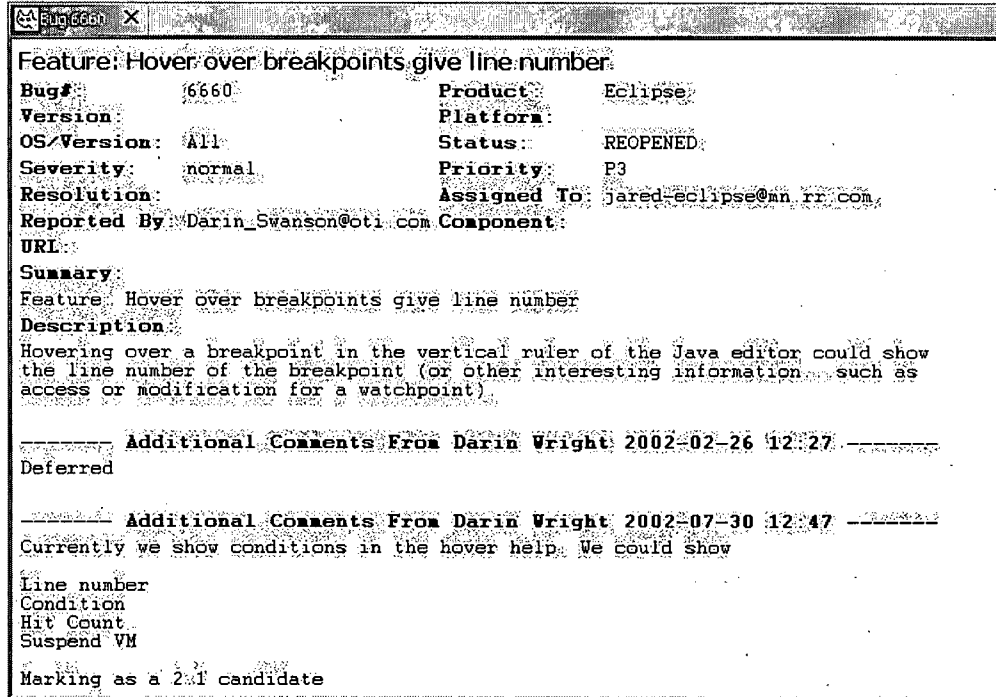 Bug 6660 X
Feature: Hover over breakpoints give line number
Bug#: 6660 Product: Eclipse
Version: Platform:
OS/Version: All Status: REOPENED
Severity: normal Priority: P3
Resolution: Assigned To: jared-eclipse@mn.rr.com
Reported By: Darin_Swanson@oti.com Component:
URL:
Summary:
Feature: Hover over breakpoints give line number
Description:
Hovering over a breakpoint in the vertical ruler of the Java editor could show
the line number of the breakpoint (or other interesting information... such as
access or modification for a watchpoint).
------- Additional Comments From Darin Wright 2002-02-26 12:27 -------
Deferred
------- Additional Comments From Darin Wright 2002-07-30 12:47 -------
Currently we show conditions in the hover help. We could show
Line number
Condition
Hit Count
Suspend VM
Marking as a 2.1 candidate